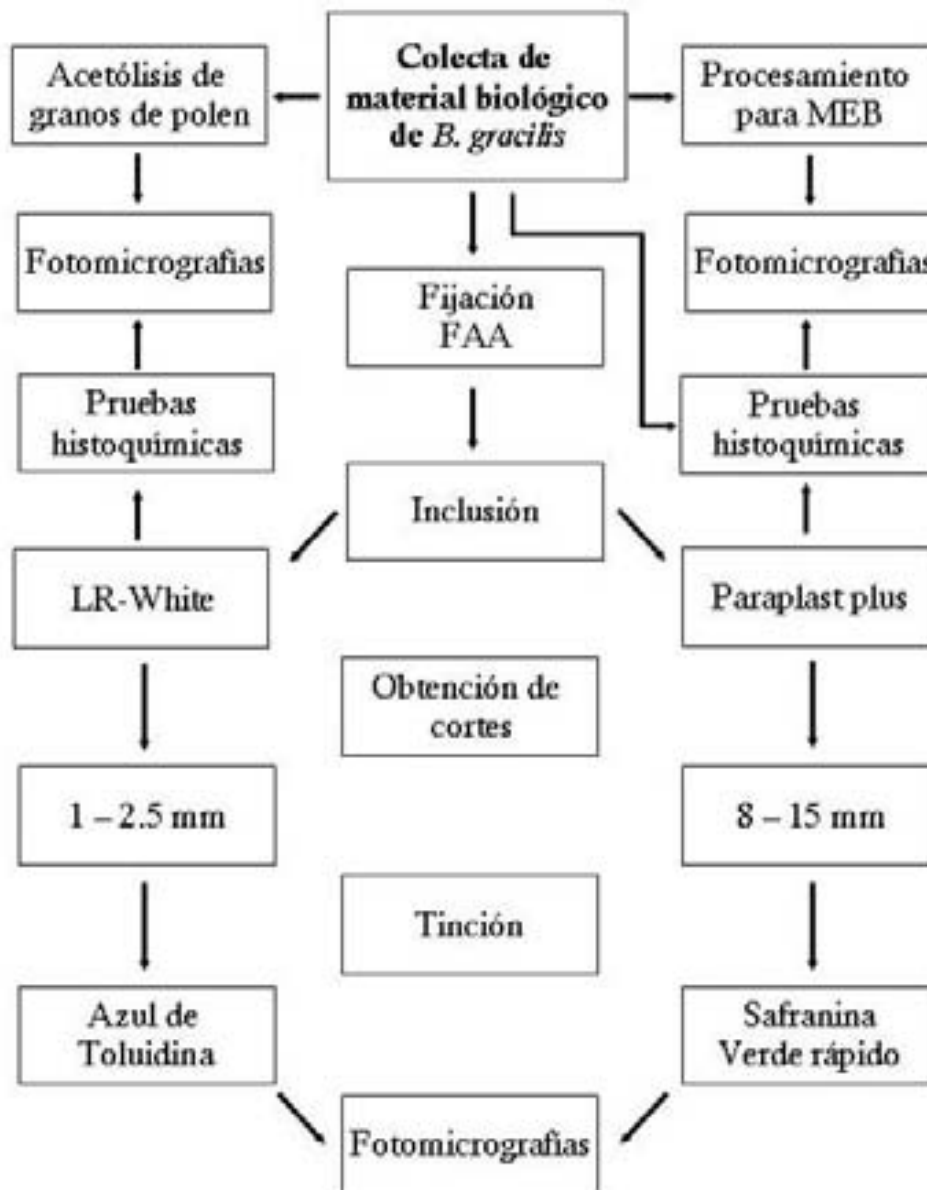 Colecta de
material biológico
de B. gracilis
Acetólisis de
granos de polen
Procesamiento
para MEB
Fotomicrografias
Fotomicrografias
Fijación
FAA
Pruebas
histoquímicas
Pruebas
histoquímicas
Inclusión
LR-White
Paraplast plus
Obtención de
cortes
1 – 2.5 mm
8 – 15 mm
Tinción
Azul de
Toluidina
Safranina
Verde rápido
Fotomicrografias